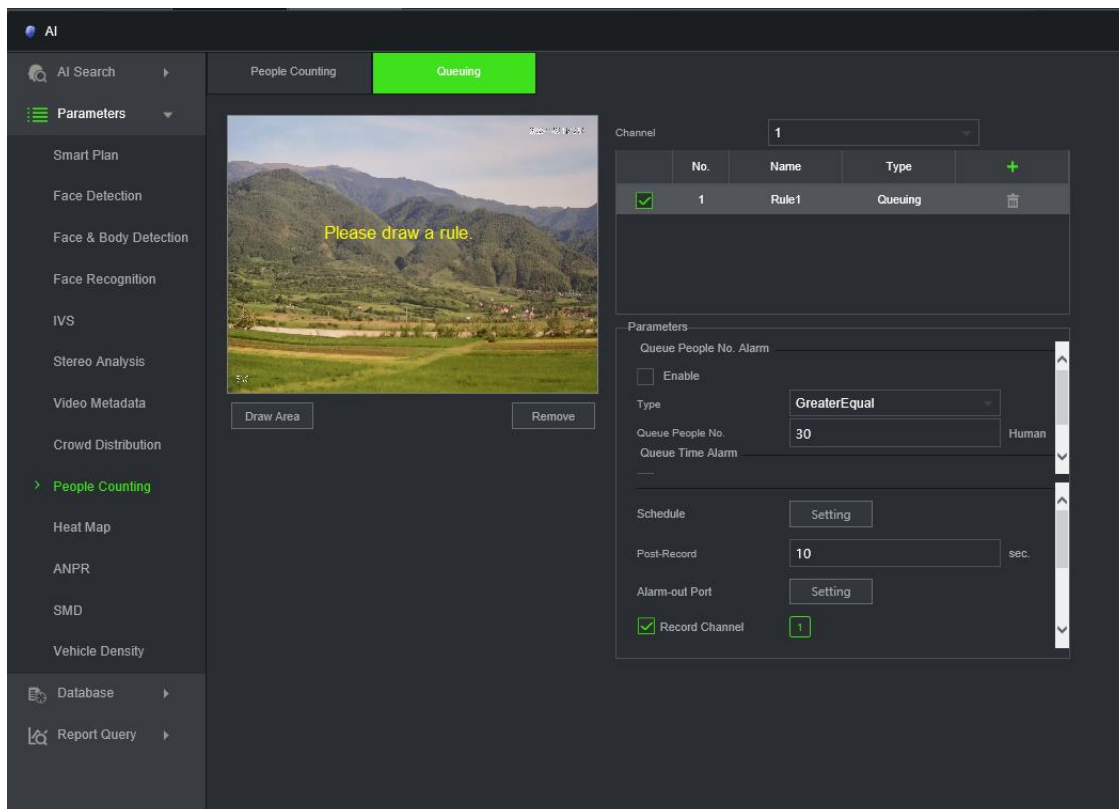 AI
AI Search
Parameters
Smart Plan
Face Detection
Face & Body Detection
Face Recognition
IVS
Stereo Analysis
Video Metadata
Crowd Distribution
People Counting
Heat Map
ANPR
SMD
Vehicle Density
Database
Report Query
People Counting Queuing
Please draw a rule.
Draw Area Remove
Channel 1
No. Name Type
1 Rule1 Queuing
Parameters
Queue People No. Alarm
Enable
Type GreaterEqual
Queue People No. 30 Human
Queue Time Alarm
Schedule Setting
Post-Record 10 sec.
Alarm-out Port Setting
Record Channel 1